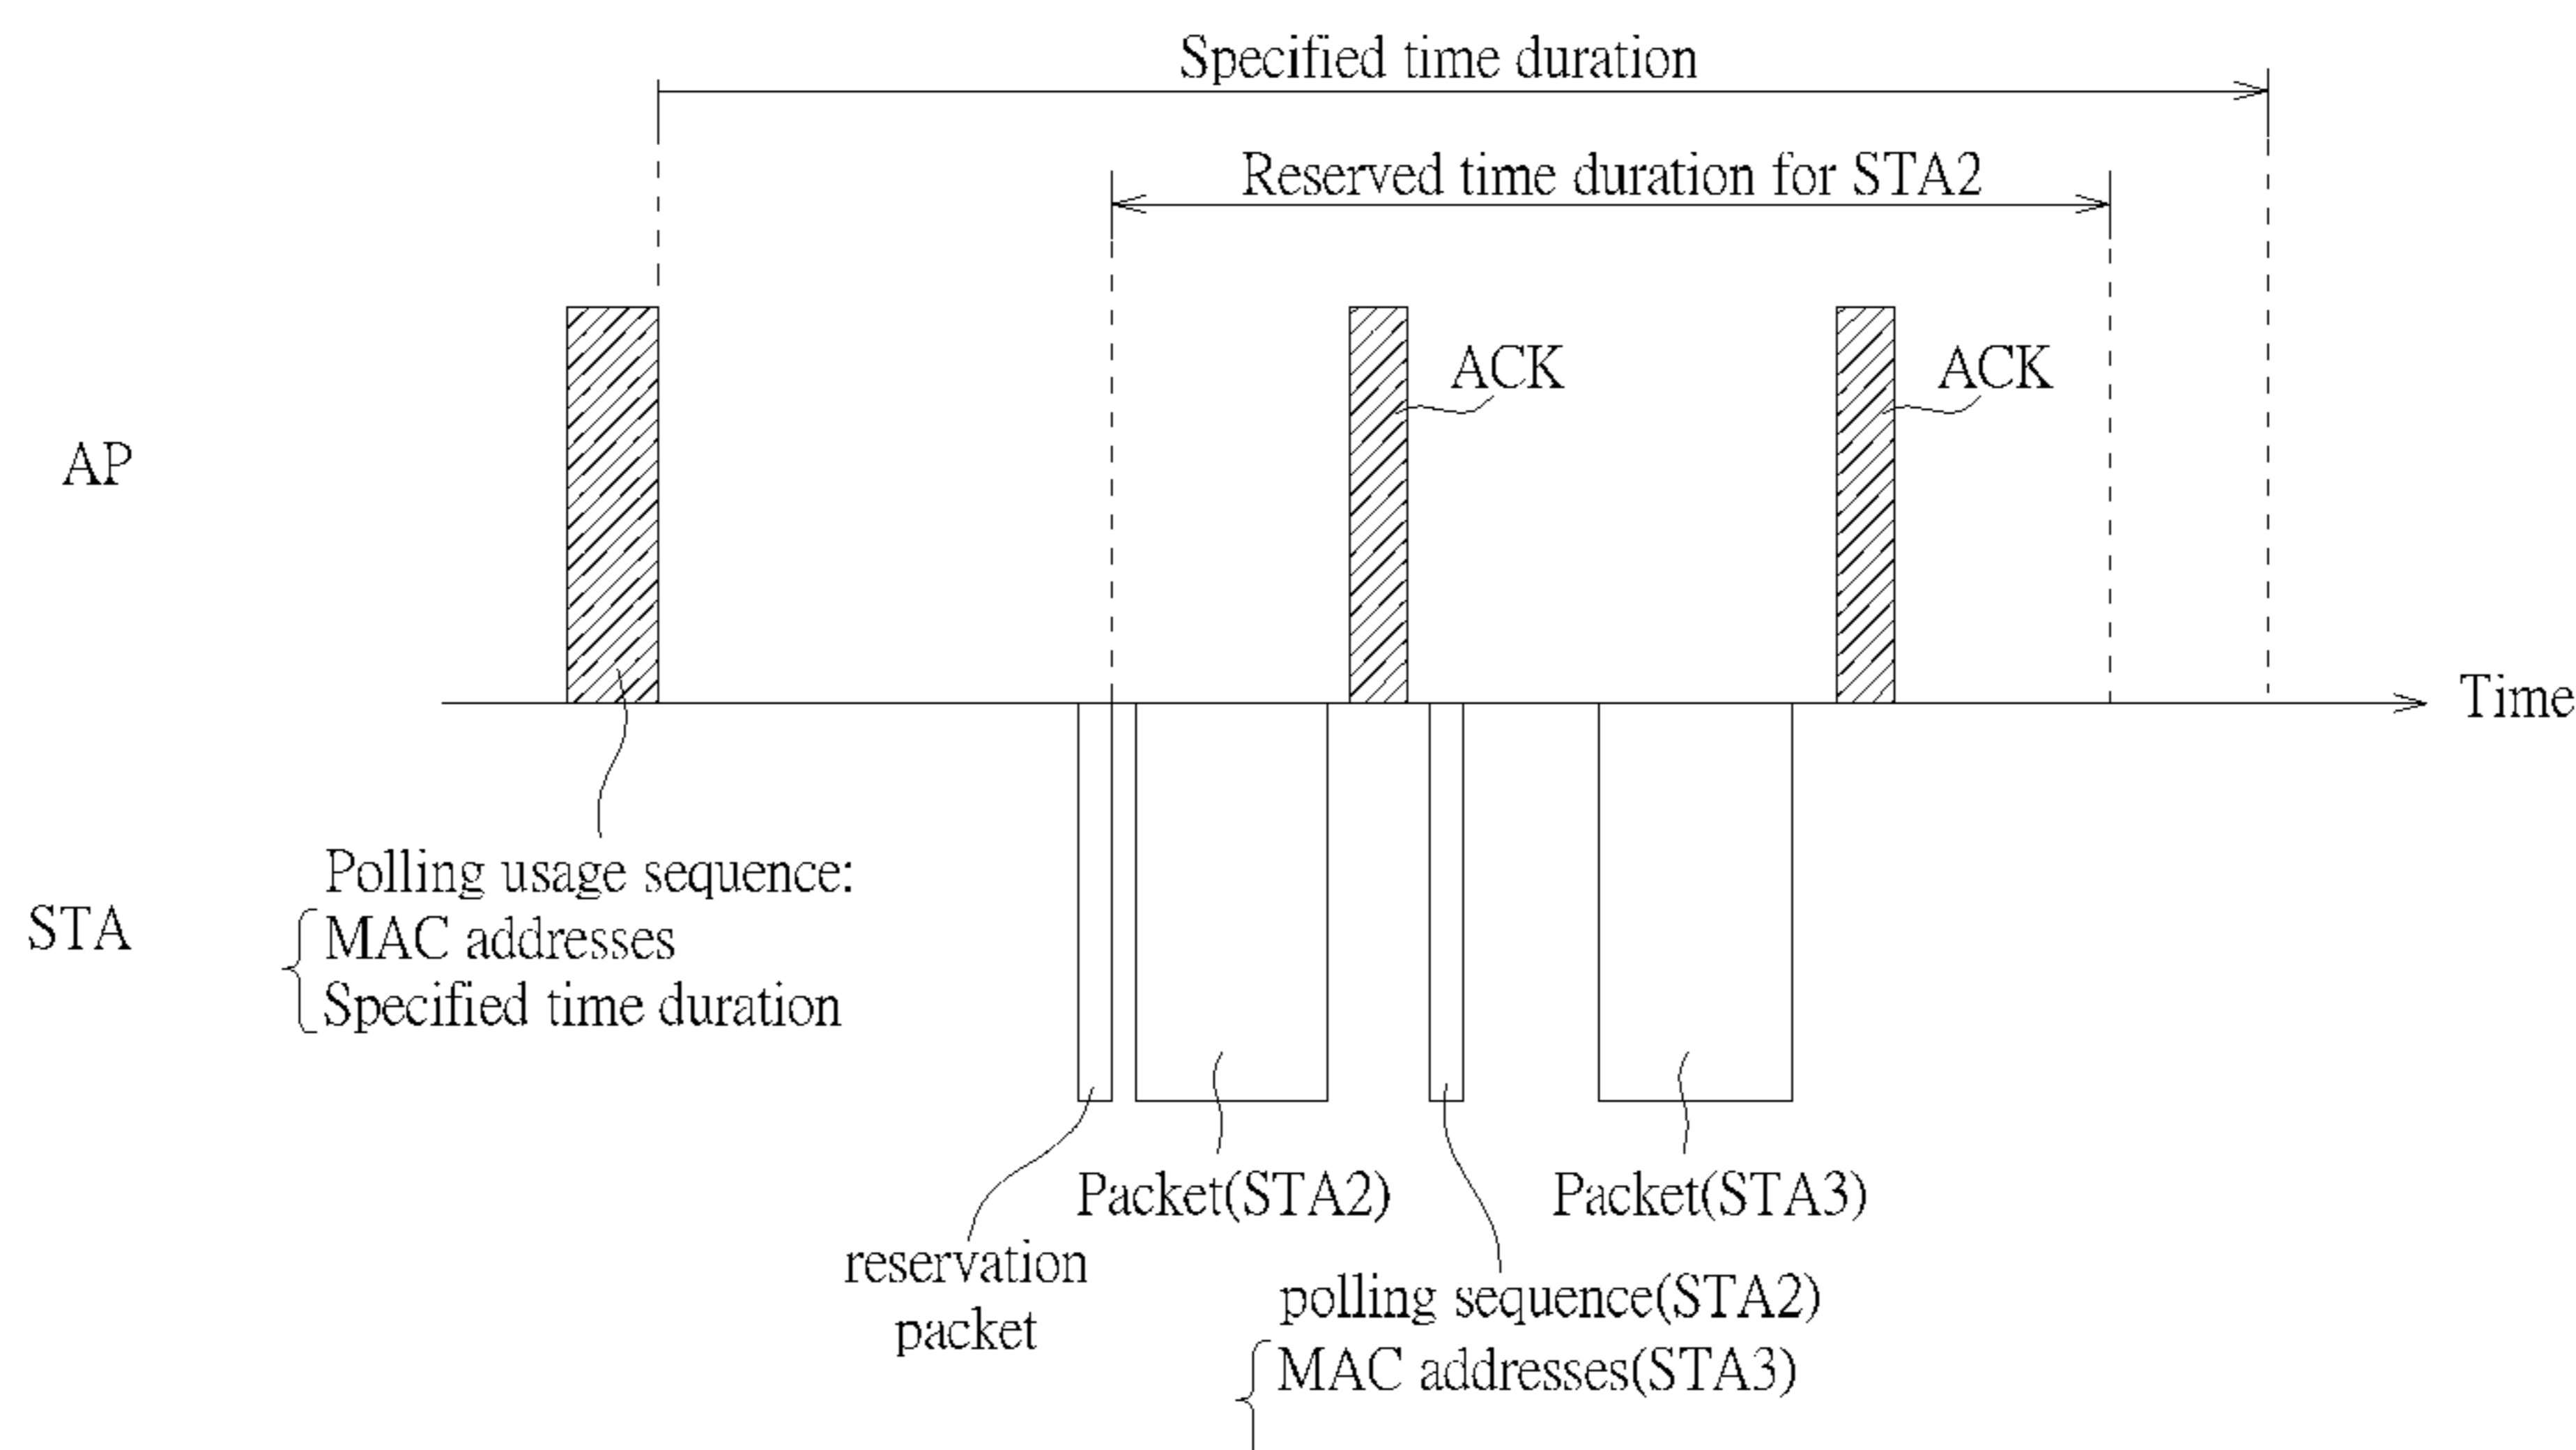 Specified time duration
Reserved time duration for STA2
ACK
ACK
AP
Time
Polling usage sequence:
MAC addresses
Specified time duration
STA
Packet(STA2)
Packet(STA3)
reservation
packet
polling sequence(STA2)
MAC addresses(STA3)